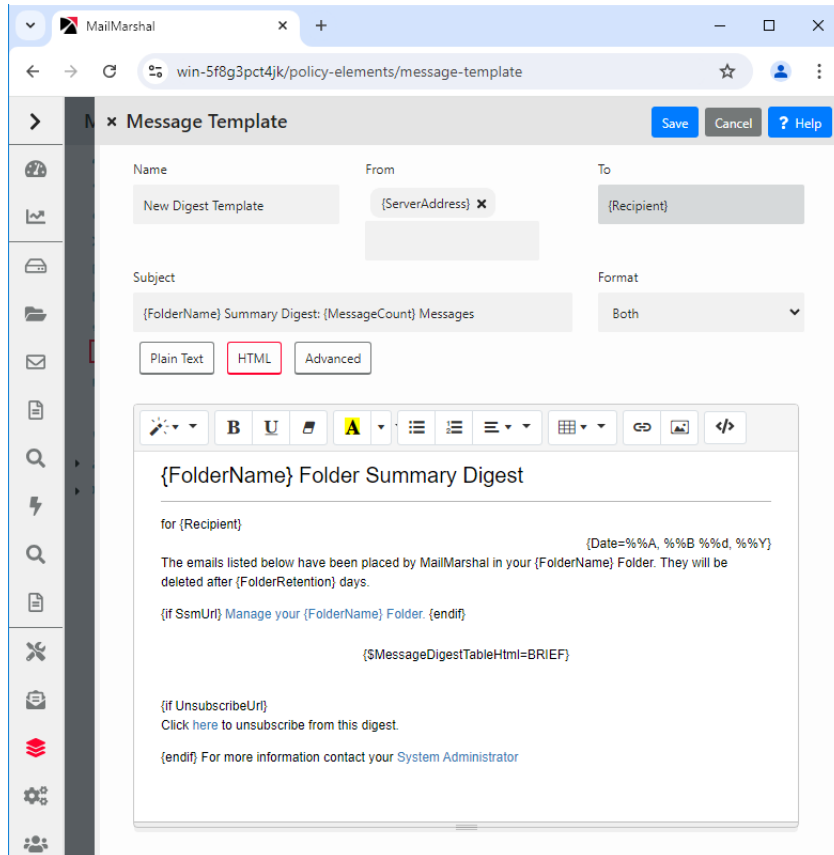 MailMarshal
win-5f8g3pct4jk/policy-elements/message-template
Message Template
Save
Cancel
? Help
Name
From
To
New Digest Template
{ServerAddress}
{Recipient}
Subject
Format
{FolderName} Summary Digest: {MessageCount} Messages
Both
Plain Text
HTML
Advanced
B U A
{FolderName} Folder Summary Digest
for {Recipient}
{Date=%%A, %%B %%d, %%Y}
The emails listed below have been placed by MailMarshal in your {FolderName} Folder. They will be
deleted after {FolderRetention} days.
{if SsmUrl} Manage your {FolderName} Folder. {endif}
{$MessageDigestTableHtml=BRIEF}
{if UnsubscribeUrl}
Click here to unsubscribe from this digest.
{endif} For more information contact your System Administrator